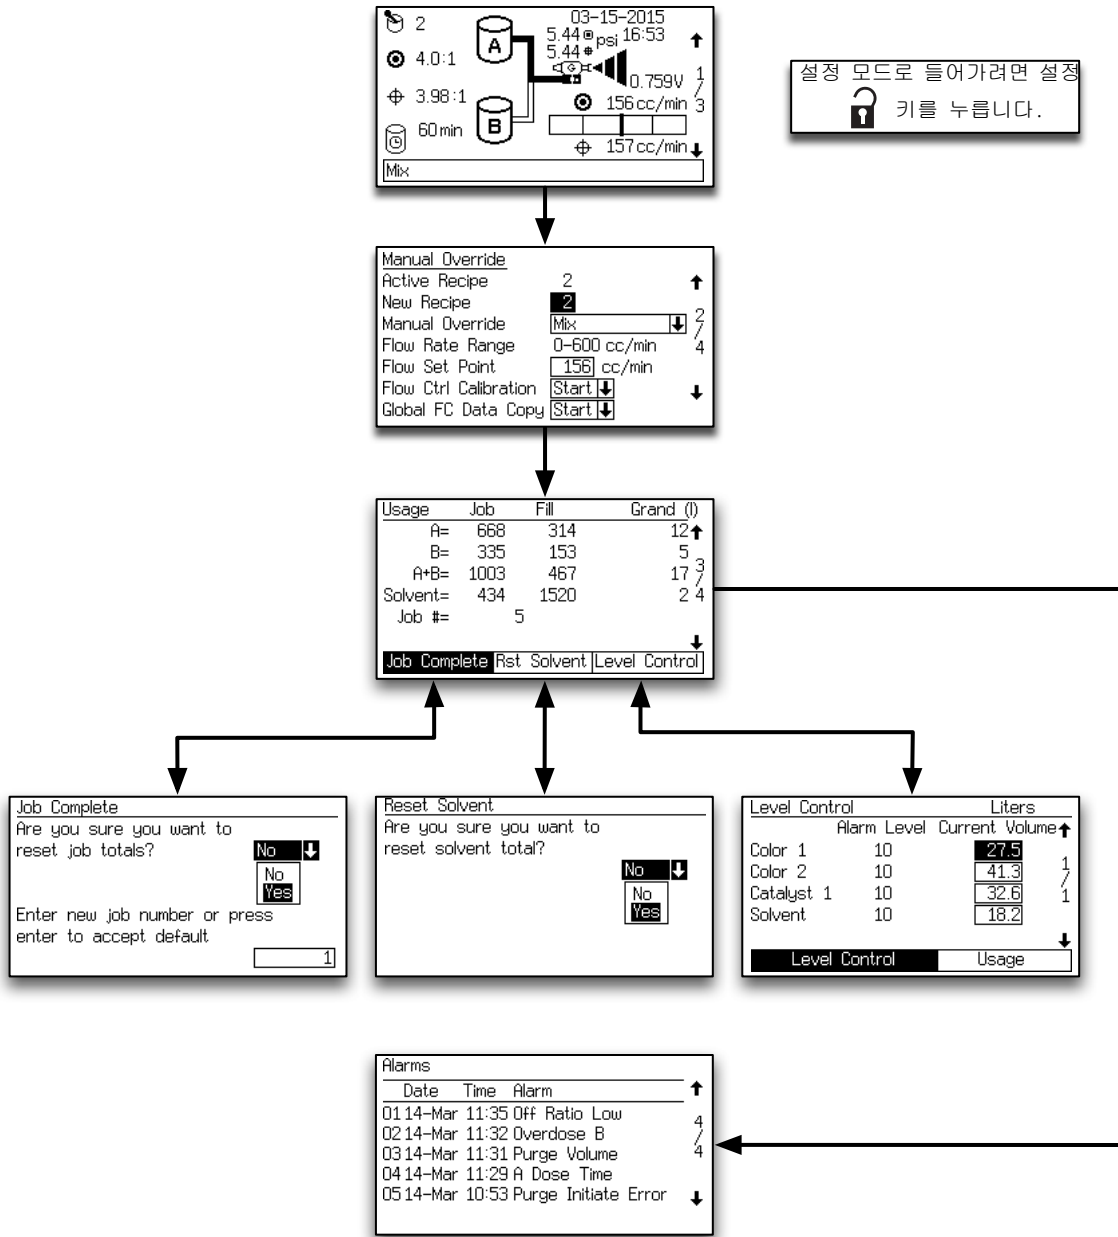 2
4.0:1
3.98:1
60 min
A
B
03-15-2015
5.44 psi 16:53
5.44
G
0.759V
156 cc/min
157 cc/min
1/3
Mix
설정 모드로 들어가려면 설정
키를 누릅니다.
Manual Override
Active Recipe 2
New Recipe 2
Manual Override Mix
Flow Rate Range 0-600 cc/min
Flow Set Point 156 cc/min
Flow Ctrl Calibration Start
Global FC Data Copy Start
2/4
Usage Job Fill Grand (l)
A= 668 314 12
B= 335 153 5
A+B= 1003 467 17
Solvent= 434 1520 2
Job #= 5
3/4
Job Complete Rst Solvent Level Control
Job Complete
Are you sure you want to
reset job totals? No
No
Yes
Enter new job number or press
enter to accept default
1
Reset Solvent
Are you sure you want to
reset solvent total?
No
No
Yes
Level Control Liters
Alarm Level Current Volume
Color 1 10 27.5
Color 2 10 41.3
Catalyst 1 10 32.6
Solvent 10 18.2
1/1
Level Control Usage
Alarms
Date Time Alarm
01 14-Mar 11:35 Off Ratio Low
02 14-Mar 11:32 Overdose B
03 14-Mar 11:31 Purge Volume
04 14-Mar 11:29 A Dose Time
05 14-Mar 10:53 Purge Initiate Error
4/4